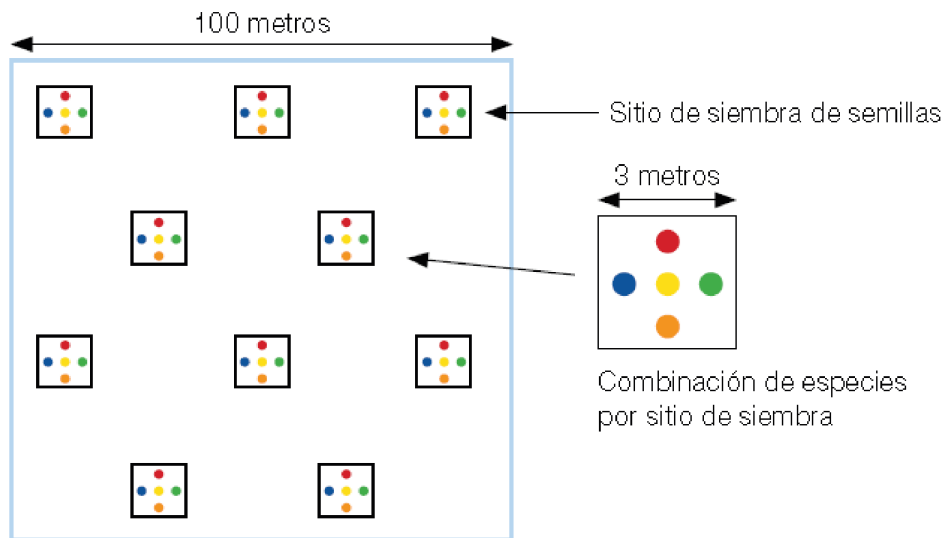 100 metros
Sitio de siembra de semillas
3 metros
Combinación de especies
por sitio de siembra